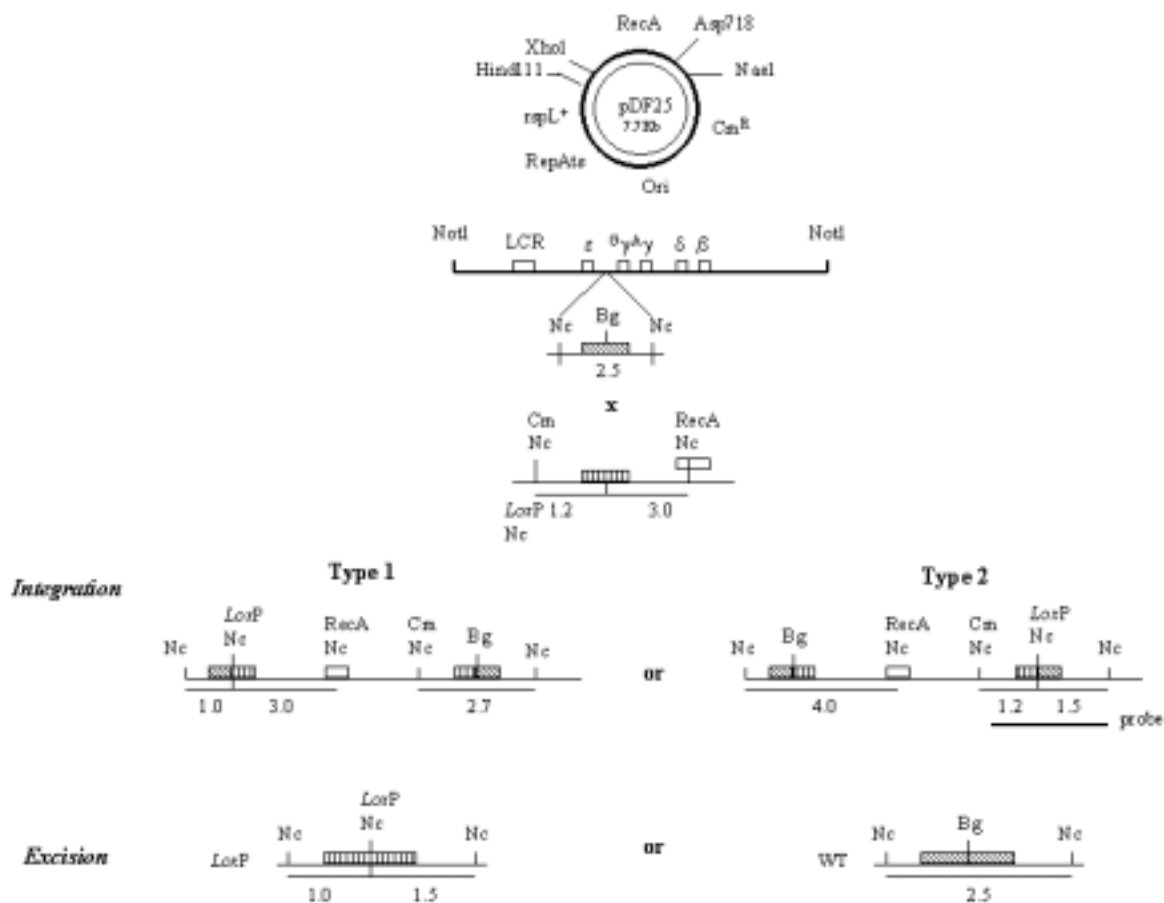 RecA Asp718
XhoI
Hind111 NaeI
pDF25
7.7Kb
rspL+ CmR
RepAts
Ori
NotI LCR ε Gγ Aγ δ β NotI
Nc Bg Nc
2.5
x
Cm RecA
Nc Nc
LoxP 1.2 3.0
Nc
Type 1 Type 2
Integration
LoxP RecA Cm LoxP
Nc Nc Nc Nc Bg Nc
RecA Cm
Nc Bg Nc Nc Nc Nc
or
1.0 3.0 2.7 4.0 1.2 1.5
probe
LoxP
Nc Nc Nc Nc Bg Nc
Excision LoxP or WT
1.0 1.5 2.5